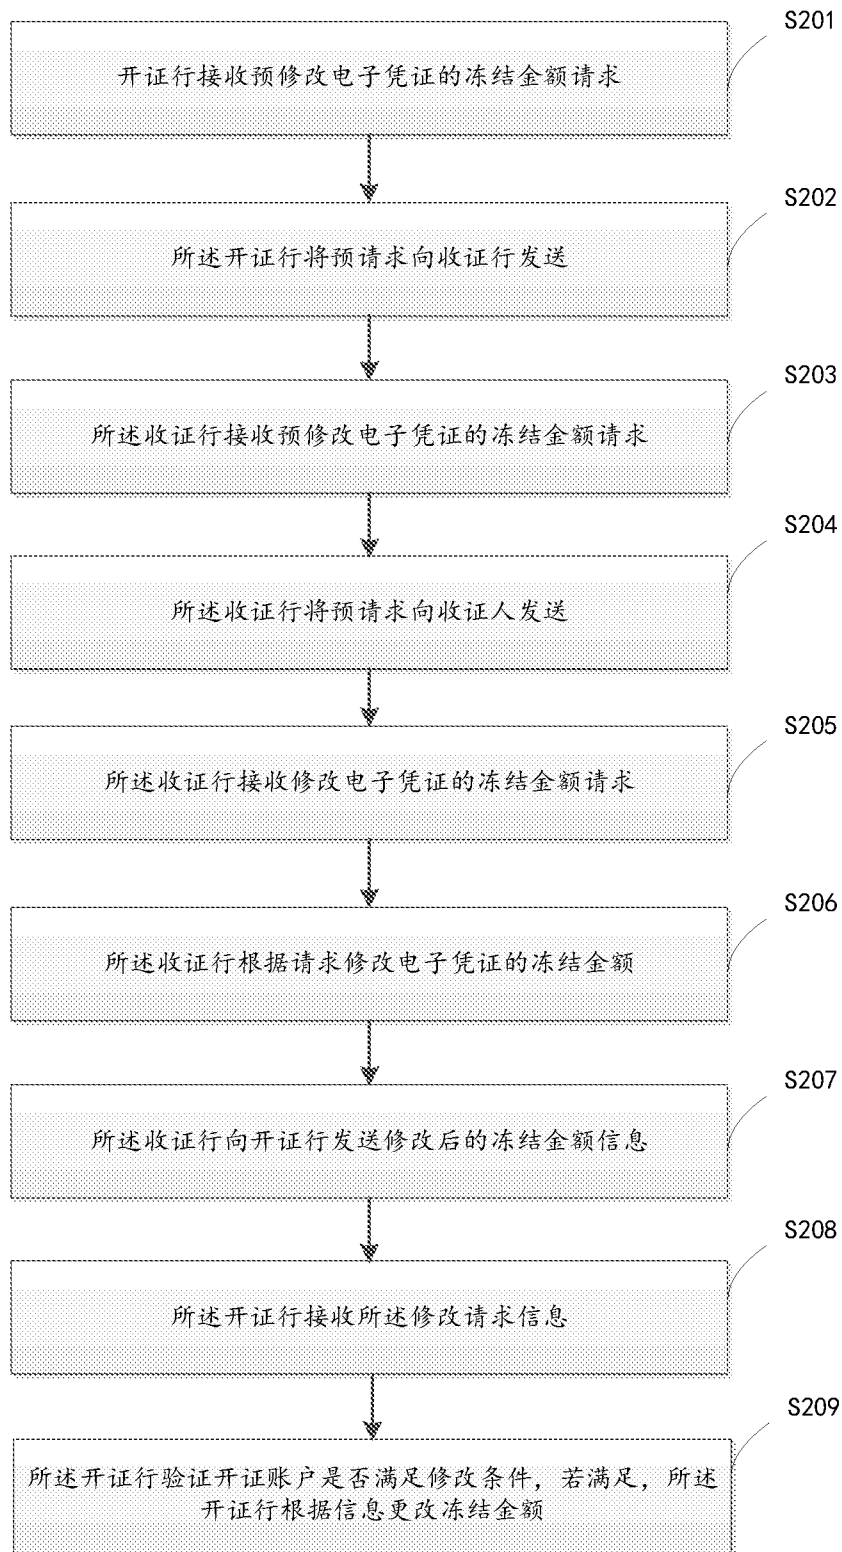 S201
开证行接收预修改电子凭证的冻结金额请求
S202
所述开证行将预请求向收证行发送
S203
所述收证行接收预修改电子凭证的冻结金额请求
S204
所述收证行将预请求向收证人发送
S205
所述收证行接收修改电子凭证的冻结金额请求
S206
所述收证行根据请求修改电子凭证的冻结金额
S207
所述收证行向开证行发送修改后的冻结金额信息
S208
所述开证行接收所述修改请求信息
S209
所述开证行验证开证账户是否满足修改条件，若满足，所述
开证行根据信息更改冻结金额